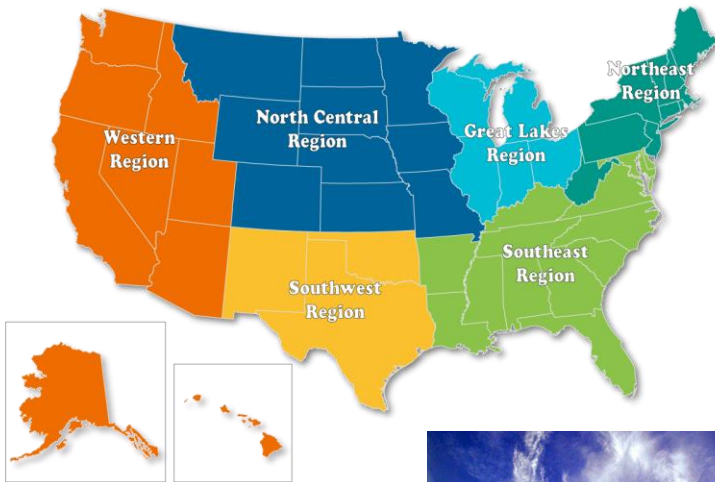 Northeast
Region
Western
Region
North Central
Region
Great Lakes
Region
Southeast
Region
Southwest
Region